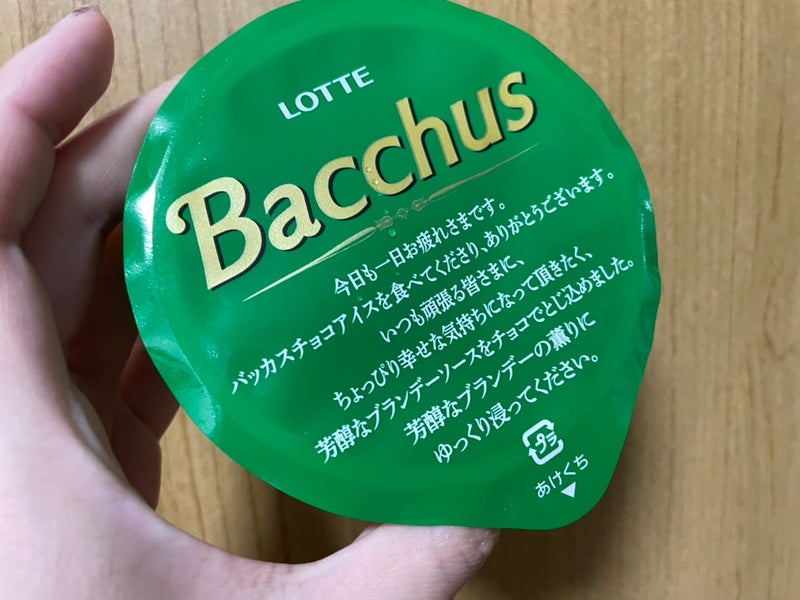 LOTTE
Bacchus
今日も一日お疲れさまです。
バッカスチョコアイスを食べてくださり、ありがとうございます。
いつも頑張る皆さまに、
ちょっぴり幸せな気持ちになって頂きたく、
芳醇なブランデーソースをチョコでとじ込めました。
芳醇なブランデーの薫りに
ゆっくり浸ってください。
プラ
あけくち